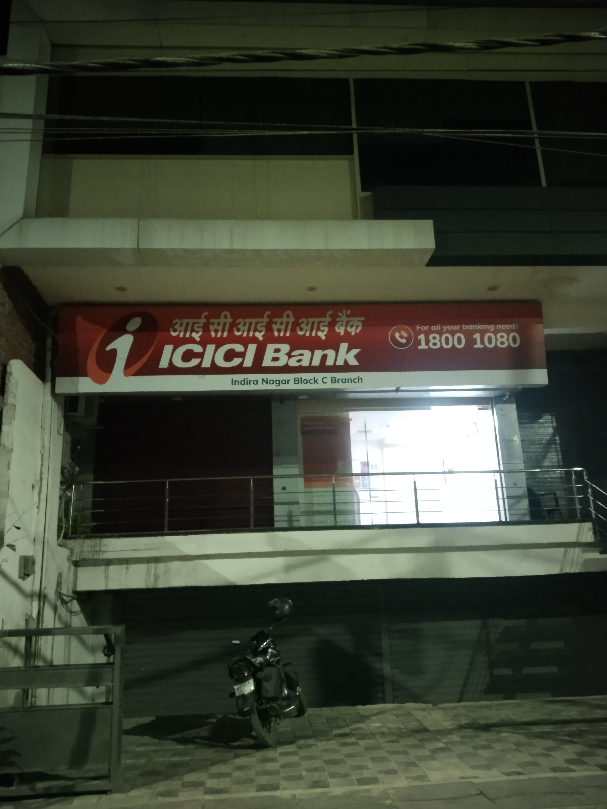 आई सी आई सी आई बैंक
ICICI Bank
For all your banking needs
1800 1080
Indira Nagar Block C Branch